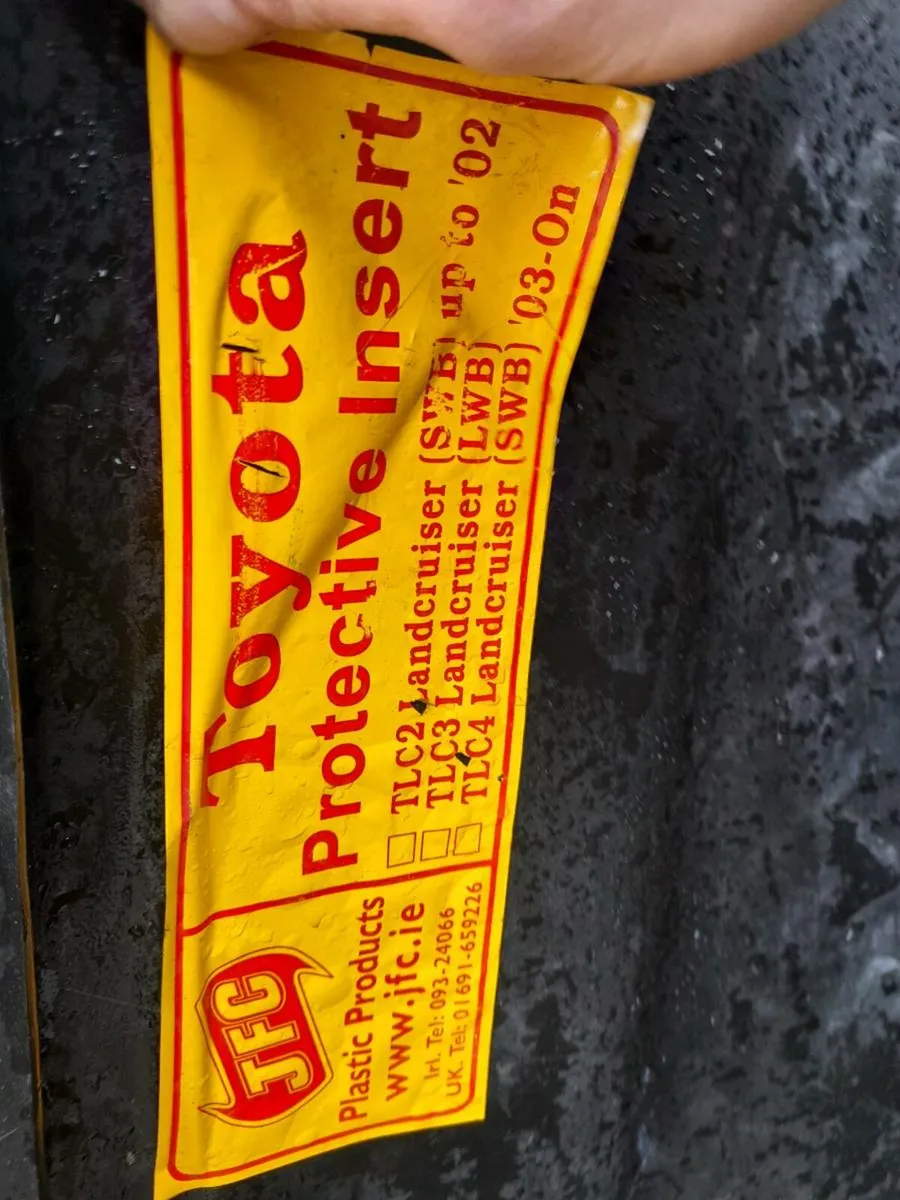 JFC
Plastic Products
www.jfc.ie
Irl. Tel: 093-24066
UK. Tel: 01691-659226
Toyota
Protective Insert
TLC2 Landcruiser (SWB) up to '02
TLC3 Landcruiser (LWB)
TLC4 Landcruiser (SWB) '03-On